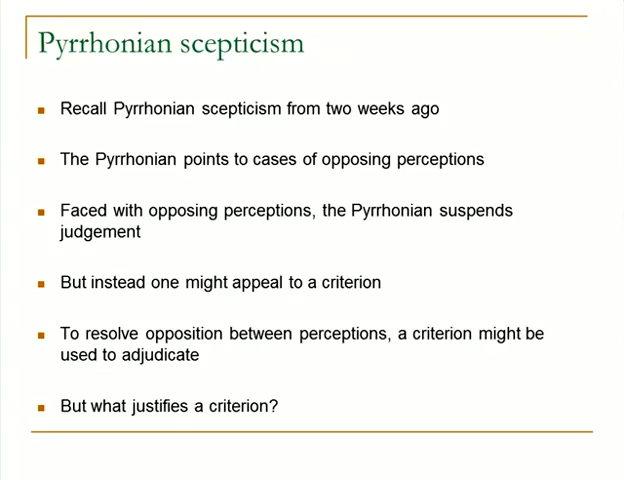 Pyrrhonian scepticism
Recall Pyrrhonian scepticism from two weeks ago
The Pyrrhonian points to cases of opposing perceptions
Faced with opposing perceptions, the Pyrrhonian suspends
judgement
But instead one might appeal to a criterion
To resolve opposition between perceptions, a criterion might be
used to adjudicate
But what justifies a criterion?